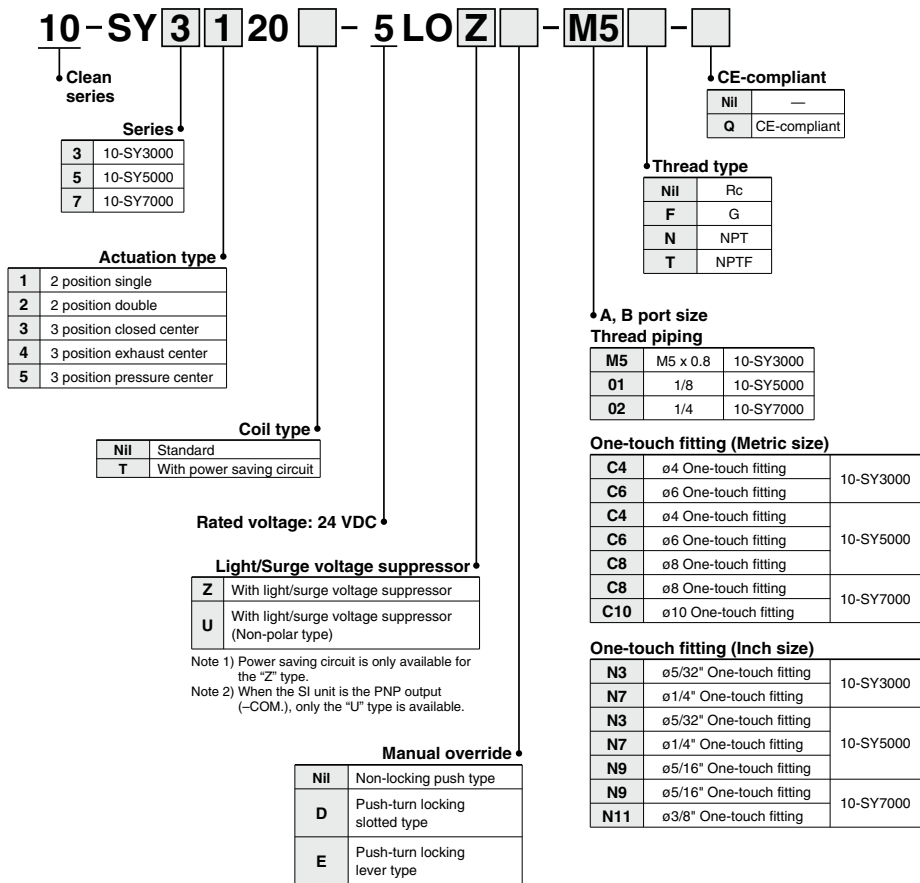 10-SY 3 1 20 - 5 LO Z - M5 -
Clean
series
Series
3 10-SY3000
5 10-SY5000
7 10-SY7000
Actuation type
1 2 position single
2 2 position double
3 3 position closed center
4 3 position exhaust center
5 3 position pressure center
Coil type
Nil Standard
T With power saving circuit
Rated voltage: 24 VDC
Light/Surge voltage suppressor
Z With light/surge voltage suppressor
U With light/surge voltage suppressor
(Non-polar type)
Note 1) Power saving circuit is only available for
the “Z” type.
Note 2) When the SI unit is the PNP output
(–COM.), only the “U” type is available.
Manual override
Nil Non-locking push type
D Push-turn locking
slotted type
E Push-turn locking
lever type
CE-compliant
Nil —
Q CE-compliant
Thread type
Nil Rc
F G
N NPT
T NPTF
A, B port size
Thread piping
M5 M5 x 0.8 10-SY3000
01 1/8 10-SY5000
02 1/4 10-SY7000
One-touch fitting (Metric size)
C4 ø4 One-touch fitting 10-SY3000
C6 ø6 One-touch fitting
C4 ø4 One-touch fitting
C6 ø6 One-touch fitting 10-SY5000
C8 ø8 One-touch fitting
C8 ø8 One-touch fitting 10-SY7000
C10 ø10 One-touch fitting
One-touch fitting (Inch size)
N3 ø5/32" One-touch fitting 10-SY3000
N7 ø1/4" One-touch fitting
N3 ø5/32" One-touch fitting
N7 ø1/4" One-touch fitting 10-SY5000
N9 ø5/16" One-touch fitting
N9 ø5/16" One-touch fitting 10-SY7000
N11 ø3/8" One-touch fitting